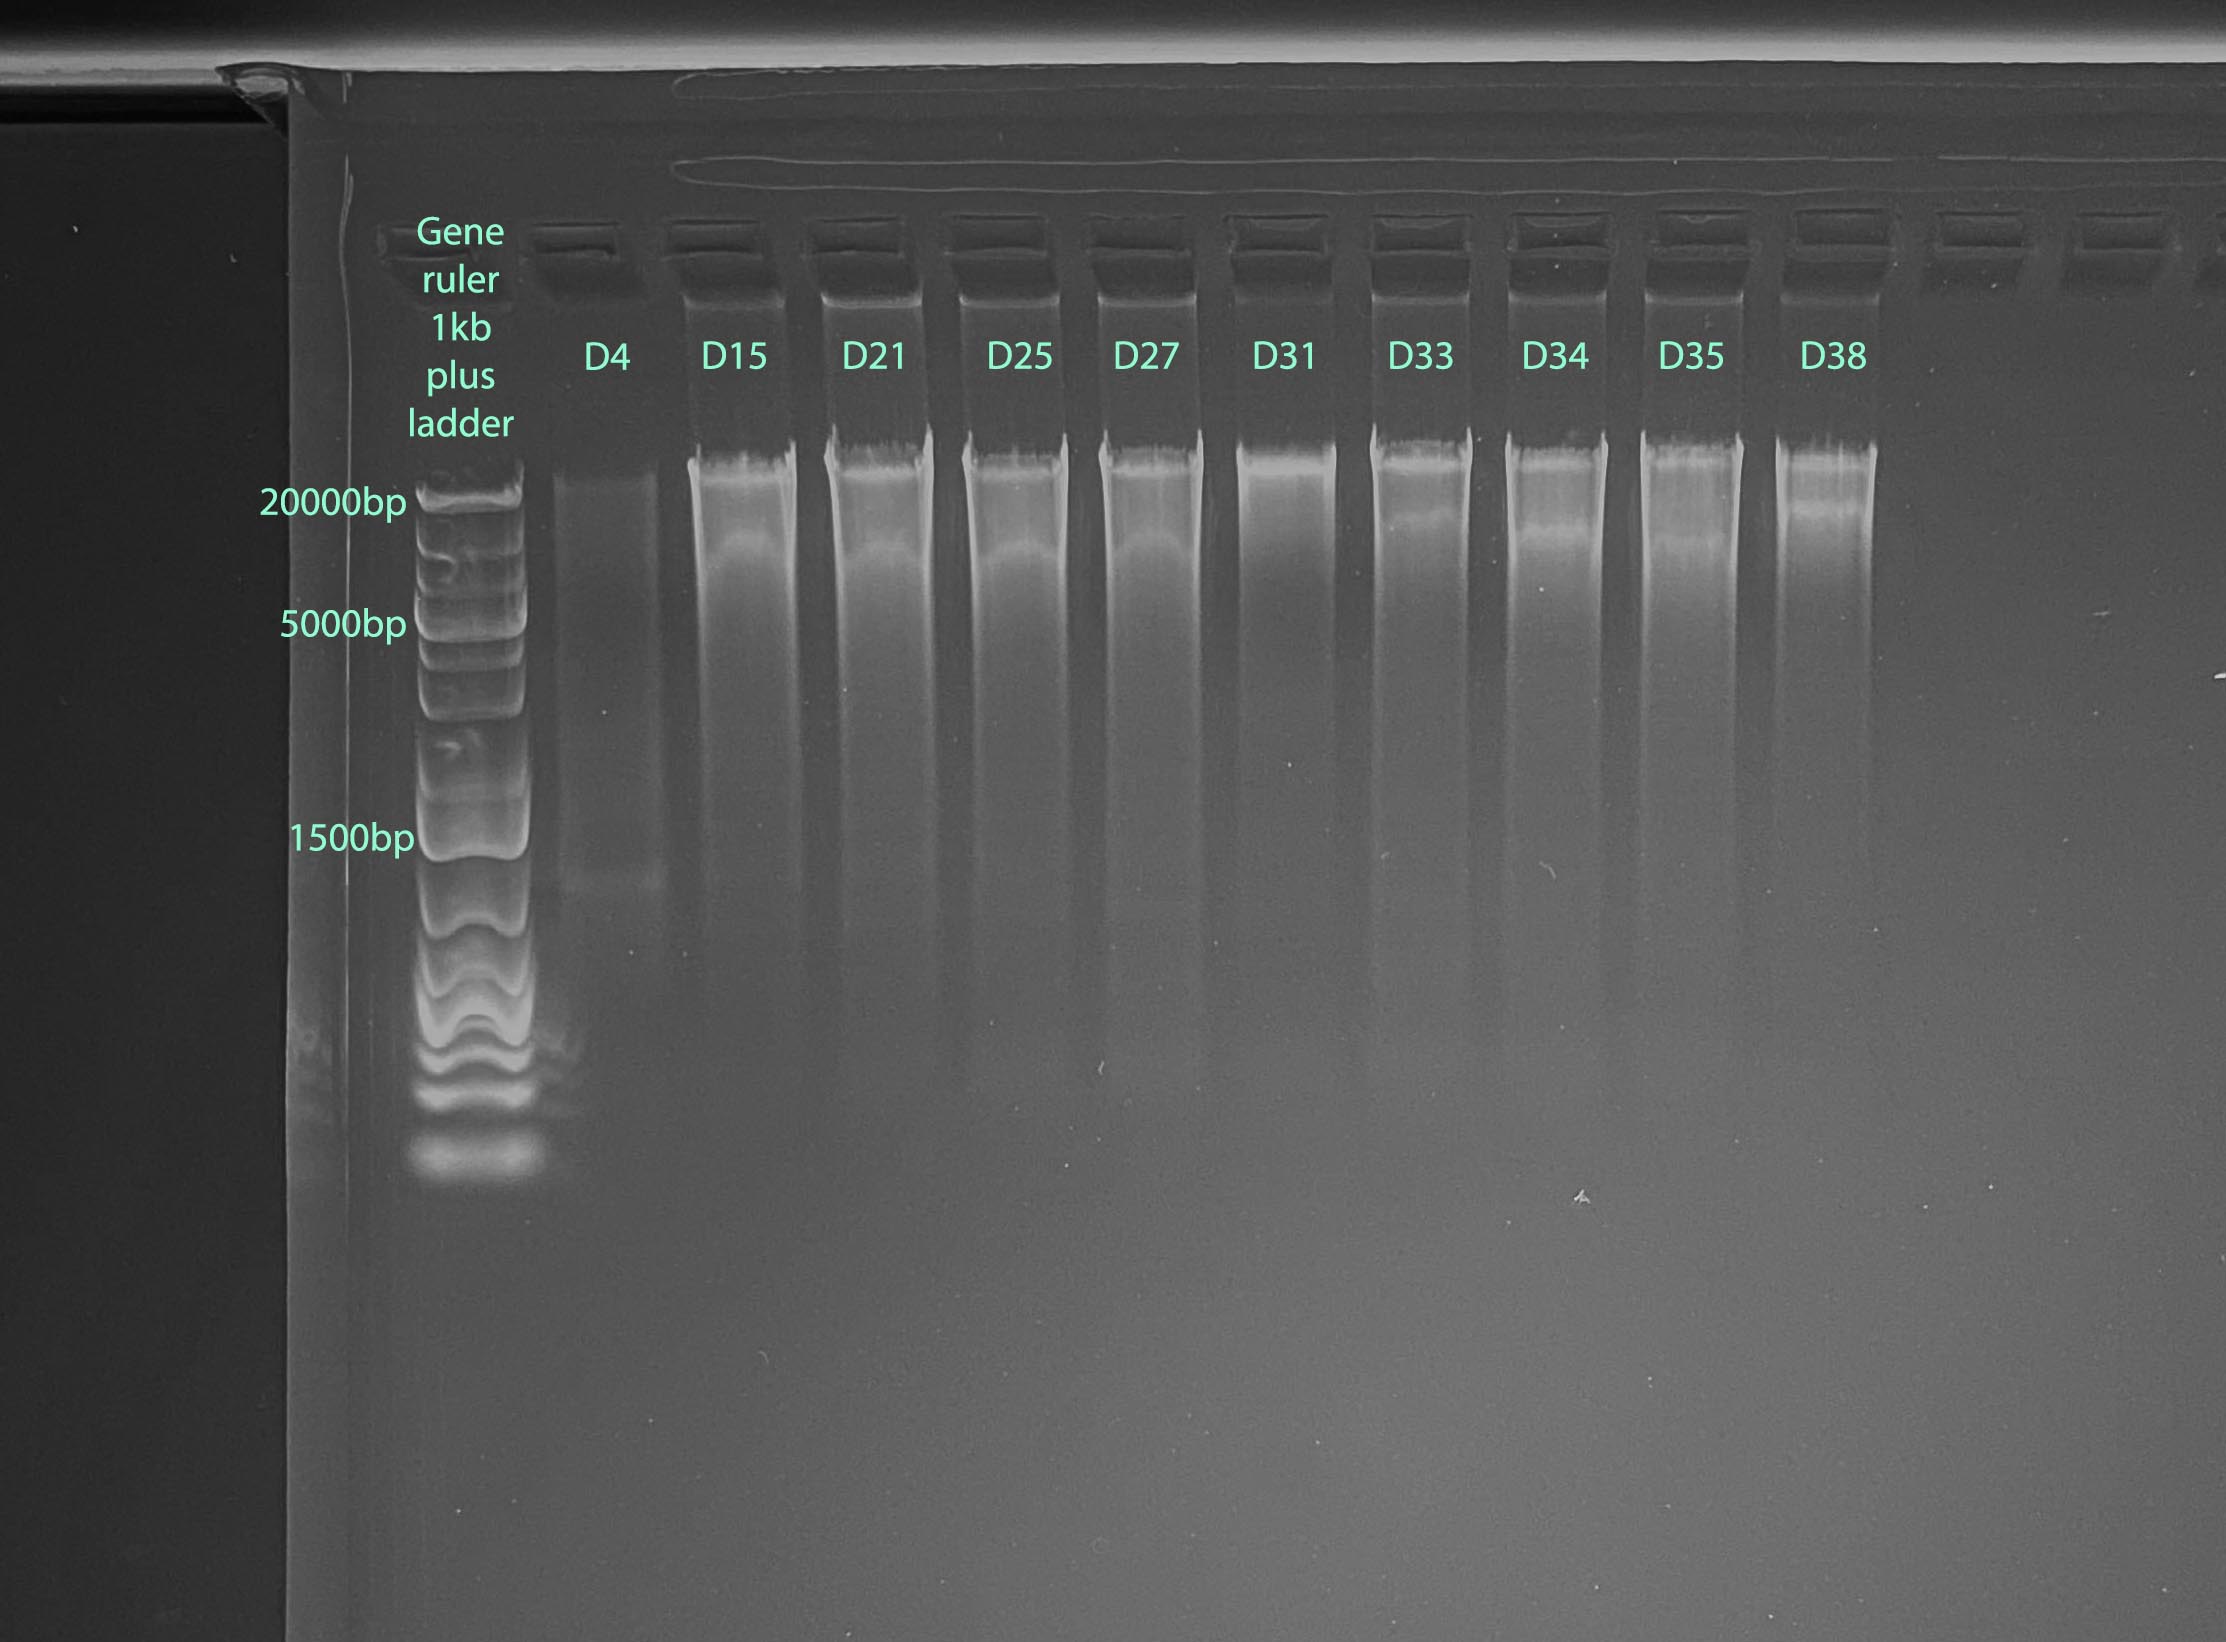 Gene
ruler
1kb
plus
ladder
D4
D15
D21
D25
D27
D31
D33
D34
D35
D38
20000bp
5000bp
1500bp